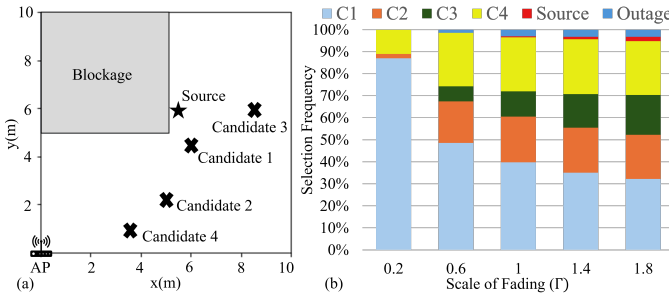 10
8
6
4
2
y(m)
Blockage
Source
Candidate 3
Candidate 1
Candidate 2
Candidate 4
AP
2
4
6
8
10
x(m)
(a)
C1 C2 C3 C4 Source Outage
100%
90%
80%
70%
60%
50%
40%
30%
20%
10%
0%
Selection Frequency
0.2 0.6 1 1.4 1.8
Scale of Fading (Γ)
(b)